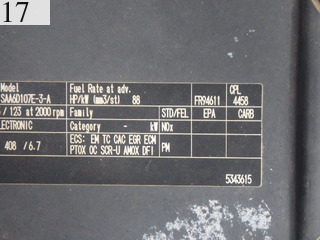 17
Model Fuel Rate at adv. CPL
SAA6D107E-3-A HP/kW (mm3/st) 88 FR94611 4458
/ 123 at 2000 rpm Family STD/FEL EPA CARB
LECTRONIC Category - kW NOx
408 / 6.7 ECS: EM TC CAC EGR ECM
PTOX OC SCR-U AMOX DFI PM
5343615